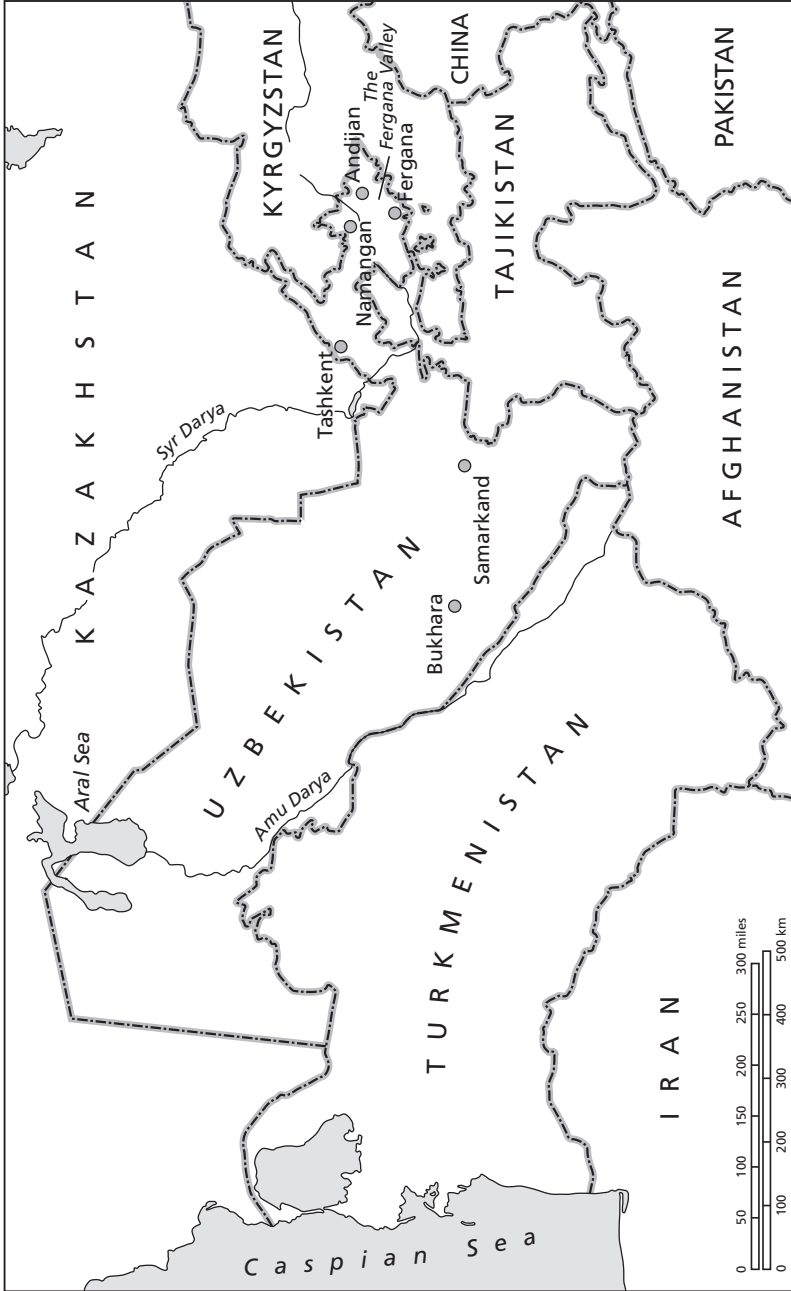 KAZAKHSTAN
Aral Sea
Syr Darya
KYRGYZSTAN
UZBEKISTAN
Amu Darya
Tashkent
Namangan
Andijan
The
Fergana Valley
Fergana
CHINA
Bukhara
Samarkand
TAJIKISTAN
TURKMENISTAN
Caspian Sea
IRAN
AFGHANISTAN
PAKISTAN
0 50 100 150 200 250 300 miles
0 100 200 300 400 500 km